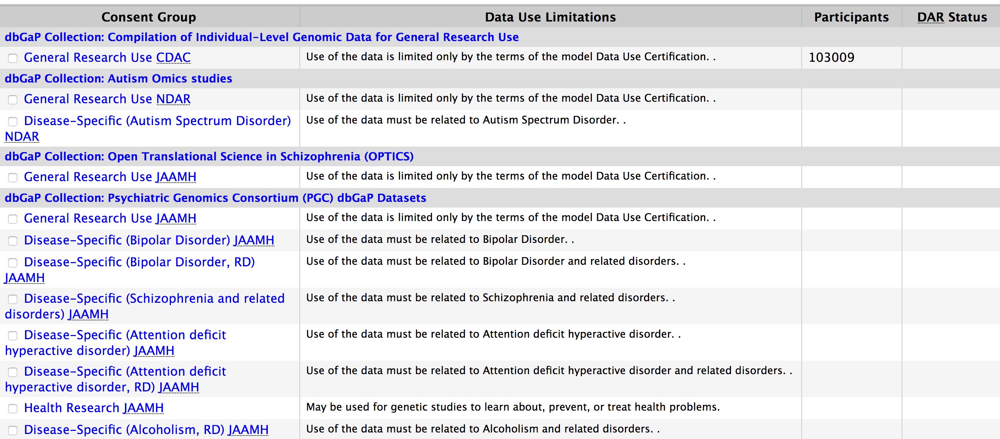 Consent Group Data Use Limitations Participants DAR Status
dbGaP Collection: Compilation of Individual-Level Genomic Data for General Research Use
General Research Use CDAC Use of the data is limited only by the terms of the model Data Use Certification. . 103009
dbGaP Collection: Autism Omics studies
General Research Use NDAR Use of the data is limited only by the terms of the model Data Use Certification. .
Disease-Specific (Autism Spectrum Disorder) Use of the data must be related to Autism Spectrum Disorder. .
NDAR
dbGaP Collection: Open Translational Science in Schizophrenia (OPTICS)
General Research Use JAAMH Use of the data is limited only by the terms of the model Data Use Certification. .
dbGaP Collection: Psychiatric Genomics Consortium (PGC) dbGaP Datasets
General Research Use JAAMH Use of the data is limited only by the terms of the model Data Use Certification. .
Disease-Specific (Bipolar Disorder) JAAMH Use of the data must be related to Bipolar Disorder. .
Disease-Specific (Bipolar Disorder, RD) Use of the data must be related to Bipolar Disorder and related disorders. .
JAAMH
Disease-Specific (Schizophrenia and related Use of the data must be related to Schizophrenia and related disorders. .
disorders) JAAMH
Disease-Specific (Attention deficit Use of the data must be related to Attention deficit hyperactive disorder. .
hyperactive disorder) JAAMH
Disease-Specific (Attention deficit Use of the data must be related to Attention deficit hyperactive disorder and related disorders. .
hyperactive disorder, RD) JAAMH
Health Research JAAMH May be used for genetic studies to learn about, prevent, or treat health problems.
Disease-Specific (Alcoholism, RD) JAAMH Use of the data must be related to Alcoholism and related disorders. .